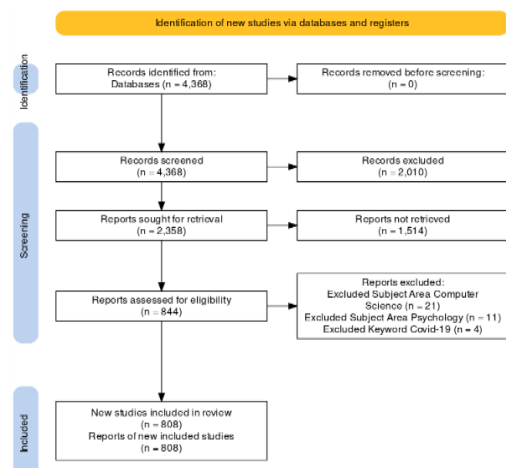 Identification of new studies via databases and registers
Identification
Records identified from:
Databases (n = 4,368)
Records removed before screening:
(n = 0)
Screening
Records screened
(n = 4,368)
Records excluded
(n = 2,010)
Reports sought for retrieval
(n = 2,358)
Reports not retrieved
(n = 1,514)
Reports assessed for eligibility
(n = 844)
Reports excluded:
Excluded Subject Area Computer
Science (n = 21)
Excluded Subject Area Psychology (n = 11)
Excluded Keyword Covid-19 (n = 4)
Included
New studies included in review
(n = 808)
Reports of new included studies
(n = 808)